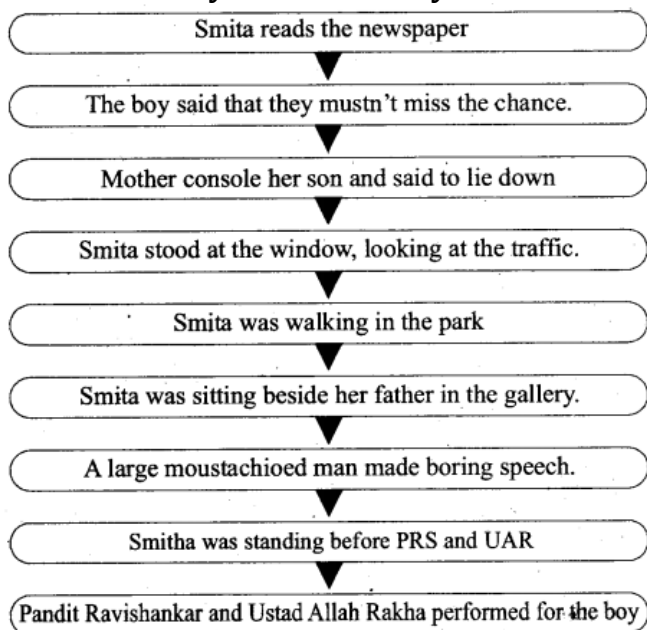 Smita reads the newspaper
The boy said that they mustn't miss the chance.
Mother console her son and said to lie down
Smita stood at the window, looking at the traffic.
Smita was walking in the park
Smita was sitting beside her father in the gallery.
A large moustachioed man made boring speech.
Smitha was standing before PRS and UAR
Pandit Ravishankar and Ustad Allah Rakha performed for the boy